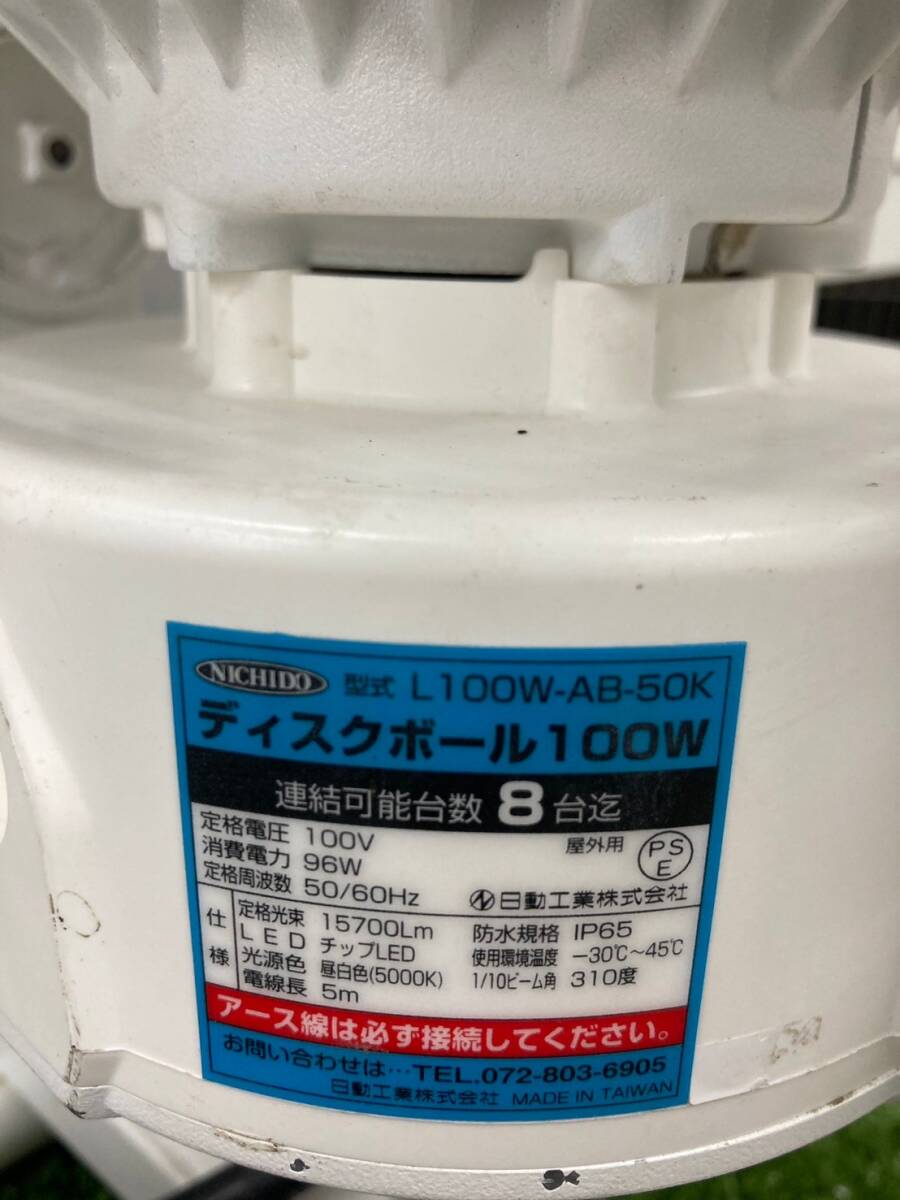 NICHIDO 型式 L100W-AB-50K
ディスクボール100W
連結可能台数 8 台迄
定格電圧 100V
消費電力 96W
定格周波数 50/60Hz
屋外用 PSE
日動工業株式会社
仕様
定格光束 15700Lm
LED チップLED
光源色 昼白色(5000K)
電線長 5m
防水規格 IP65
使用環境温度 −30℃〜45℃
1/10ビーム角 310度
アース線は必ず接続してください。
お問い合わせは…TEL.072-803-6905
日動工業株式会社 MADE IN TAIWAN